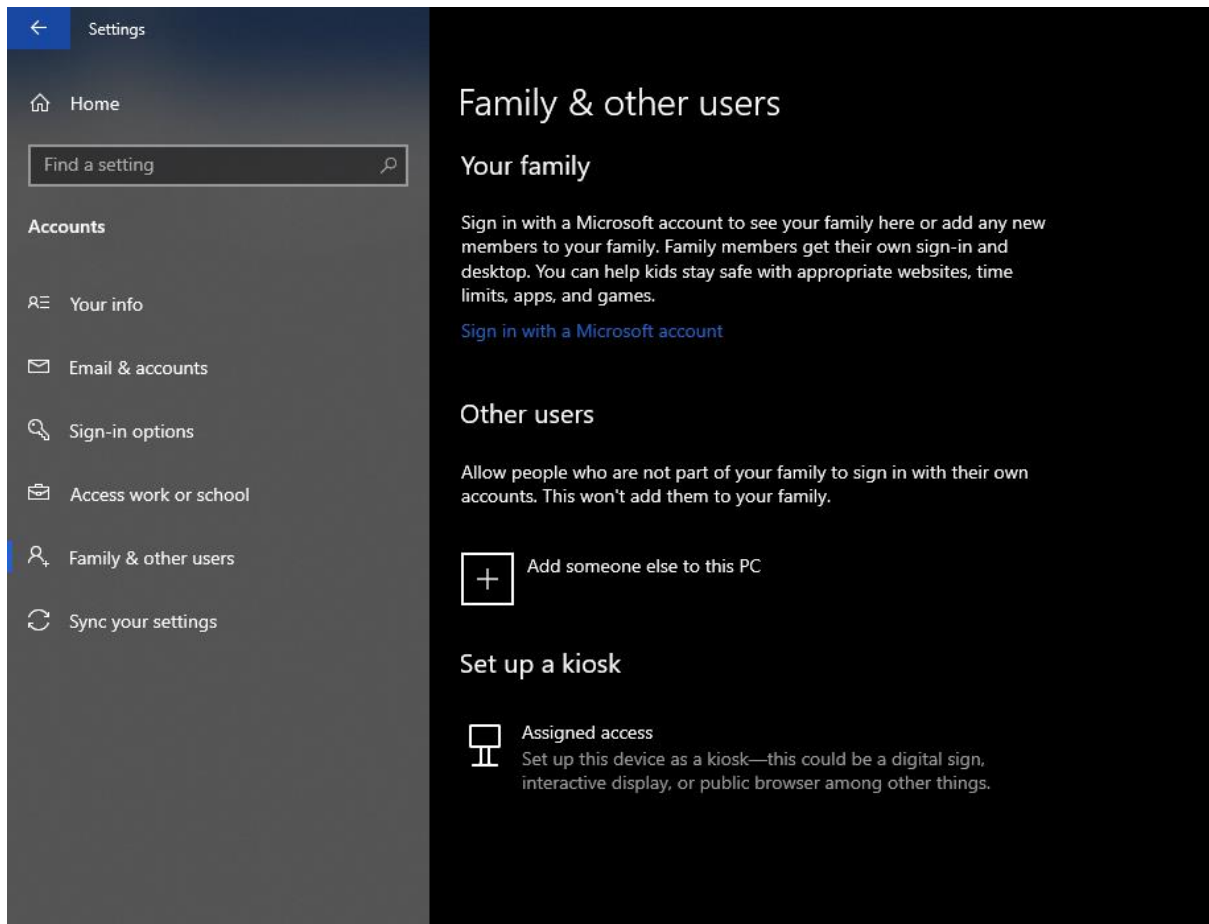 Settings
Home
Find a setting
Accounts
Your info
Email & accounts
Sign-in options
Access work or school
Family & other users
Sync your settings
Family & other users
Your family
Sign in with a Microsoft account to see your family here or add any new
members to your family. Family members get their own sign-in and
desktop. You can help kids stay safe with appropriate websites, time
limits, apps, and games.
Sign in with a Microsoft account
Other users
Allow people who are not part of your family to sign in with their own
accounts. This won't add them to your family.
Add someone else to this PC
Set up a kiosk
Assigned access
Set up this device as a kiosk—this could be a digital sign,
interactive display, or public browser among other things.